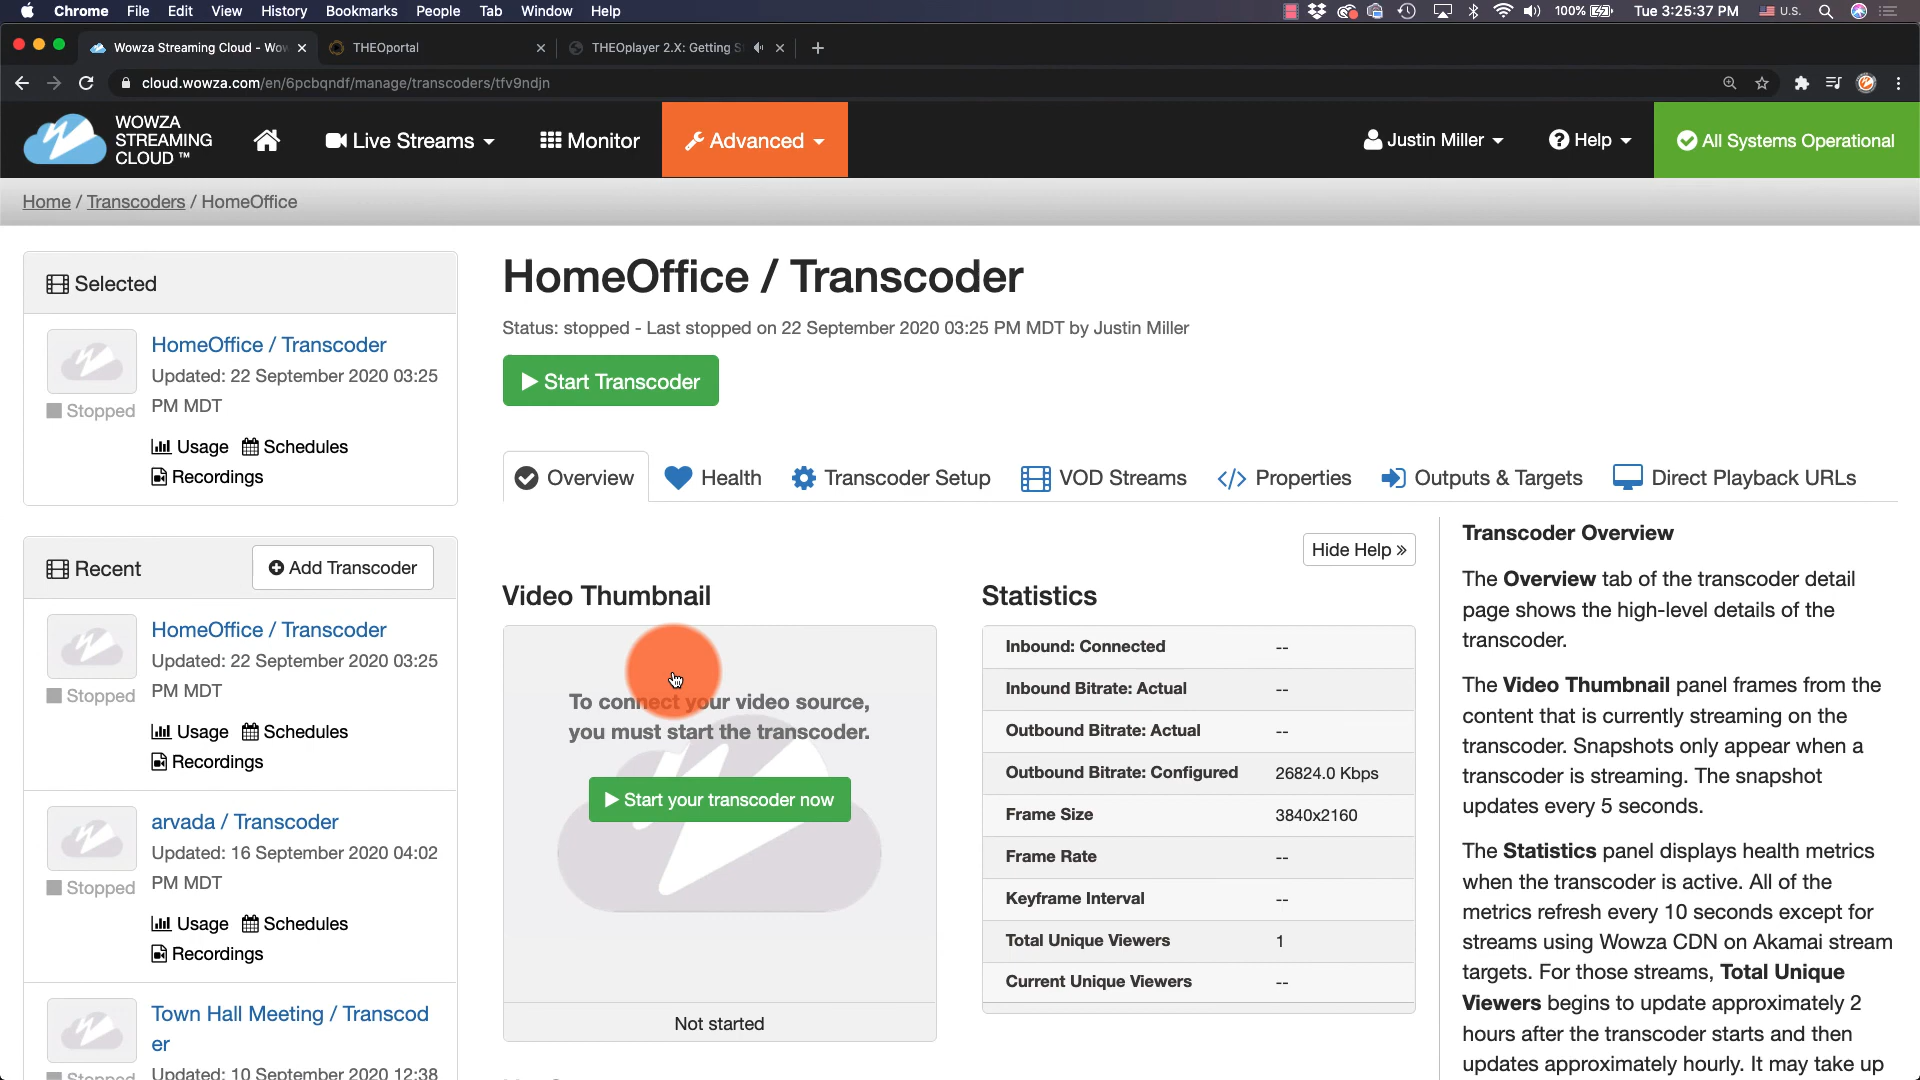 Chrome File Edit View History Bookmarks People Tab Window Help 100% Tue 3:25:37 PM U.S.
Wowza Streaming Cloud - Wow THEOportal THEOplayer 2.X: Getting S
cloud.wowza.com/en/6pcbqndf/manage/transcoders/tfv9ndjn
WOWZA
STREAMING
CLOUD ™
Live Streams Monitor Advanced Justin Miller Help All Systems Operational
Home / Transcoders / HomeOffice
Selected
HomeOffice / Transcoder
Updated: 22 September 2020 03:25
PM MDT
Stopped
Usage Schedules
Recordings
Recent Add Transcoder
HomeOffice / Transcoder
Updated: 22 September 2020 03:25
PM MDT
Stopped
Usage Schedules
Recordings
arvada / Transcoder
Updated: 16 September 2020 04:02
PM MDT
Stopped
Usage Schedules
Recordings
Town Hall Meeting / Transcod
er
Updated: 10 September 2020 12:38
Stopped
HomeOffice / Transcoder
Status: stopped - Last stopped on 22 September 2020 03:25 PM MDT by Justin Miller
Start Transcoder
Overview Health Transcoder Setup VOD Streams Properties Outputs & Targets Direct Playback URLs
Hide Help »
Video Thumbnail
To connect your video source,
you must start the transcoder.
Start your transcoder now
Not started
Statistics
Inbound: Connected --
Inbound Bitrate: Actual --
Outbound Bitrate: Actual --
Outbound Bitrate: Configured 26824.0 Kbps
Frame Size 3840x2160
Frame Rate --
Keyframe Interval --
Total Unique Viewers 1
Current Unique Viewers --
Transcoder Overview
The Overview tab of the transcoder detail
page shows the high-level details of the
transcoder.
The Video Thumbnail panel frames from the
content that is currently streaming on the
transcoder. Snapshots only appear when a
transcoder is streaming. The snapshot
updates every 5 seconds.
The Statistics panel displays health metrics
when the transcoder is active. All of the
metrics refresh every 10 seconds except for
streams using Wowza CDN on Akamai stream
targets. For those streams, Total Unique
Viewers begins to update approximately 2
hours after the transcoder starts and then
updates approximately hourly. It may take up